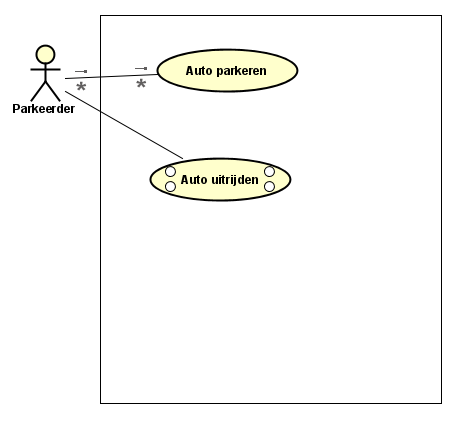 Auto parkeren
* *
Parkeerder
Auto uitrijden